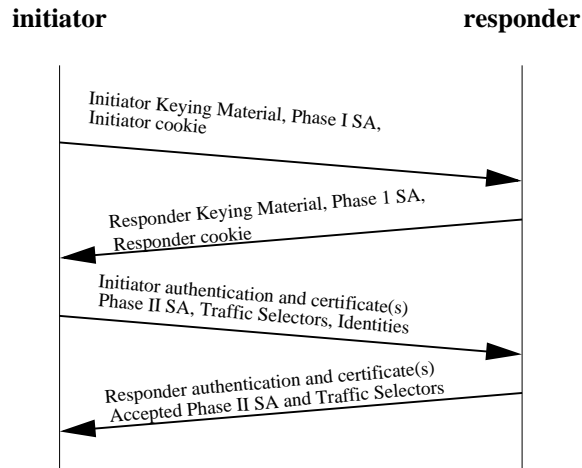 initiator
responder
Initiator Keying Material, Phase I SA,
Initiator cookie
Responder Keying Material, Phase 1 SA,
Responder cookie
Initiator authentication and certificate(s)
Phase II SA, Traffic Selectors, Identities
Responder authentication and certificate(s)
Accepted Phase II SA and Traffic Selectors